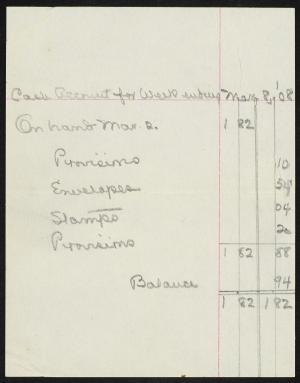 Cash Account for Week ending Mar. 8, '08
On hand Mar. 2. 1 82
Provisions 10
Envelopes 54
Stamps 04
Provisions 20
1 82 88
Balance 94
1 82 1 82